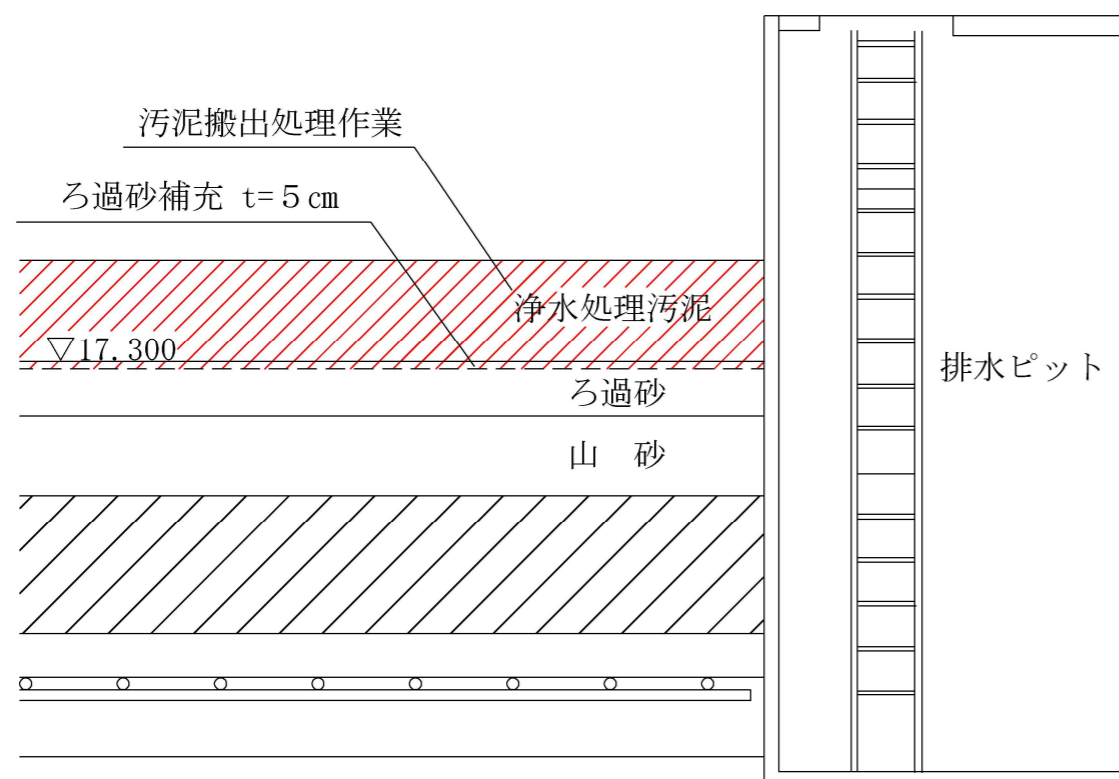 汚泥搬出処理作業
ろ過砂補充 t=５㎝
浄水処理汚泥
▽17.300
排水ピット
ろ過砂
山　砂